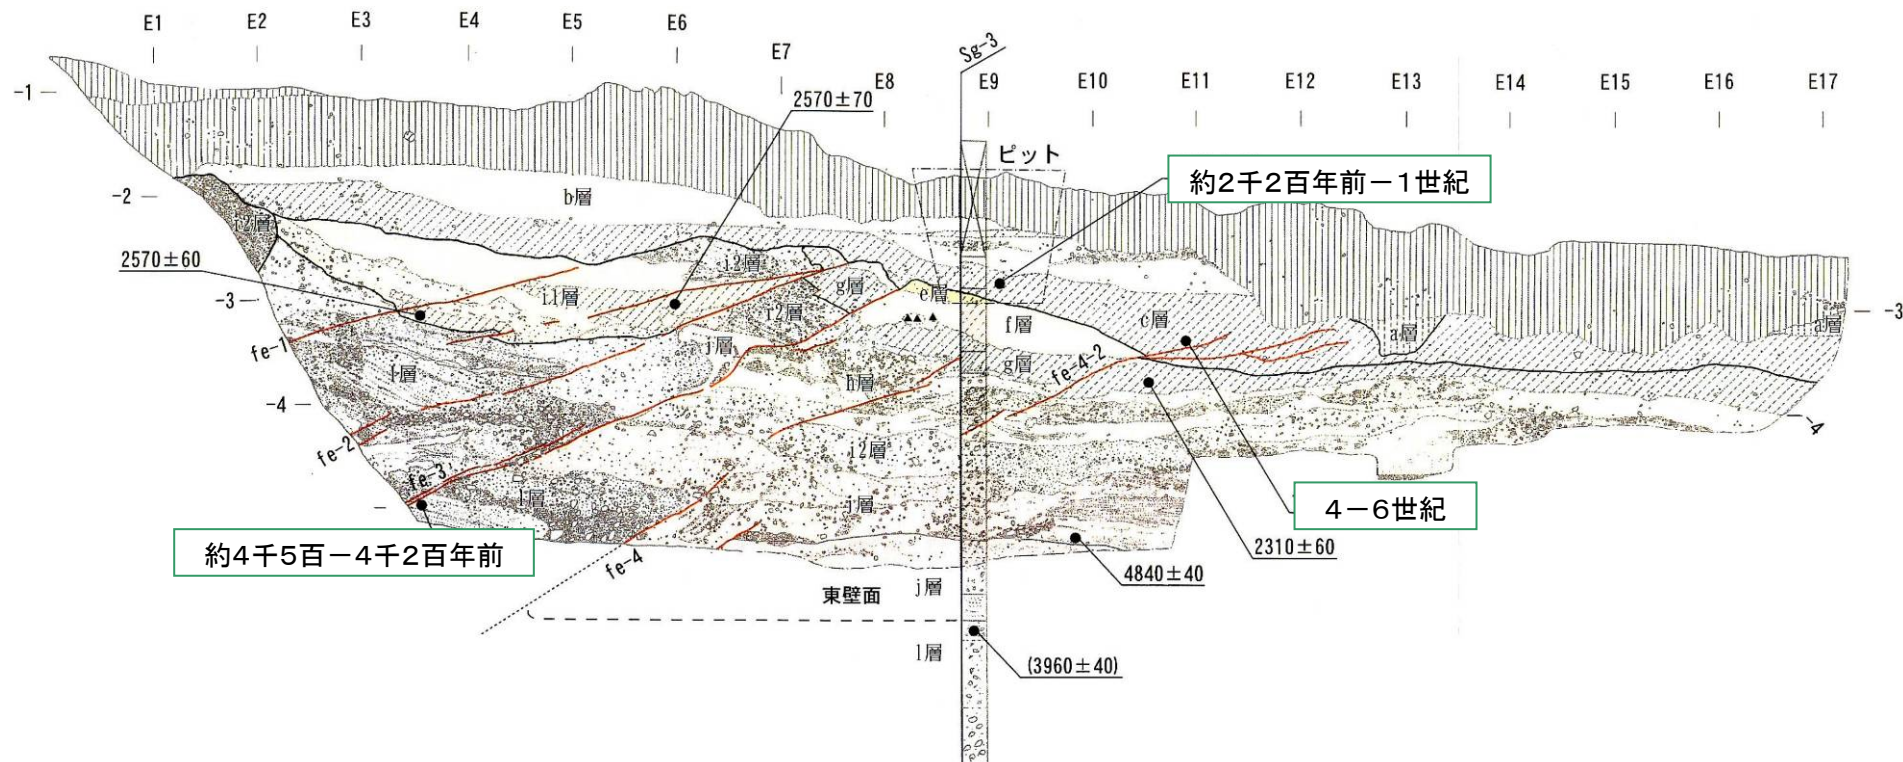 E1 E2 E3 E4 E5 E6 E7 E8 E9 E10 E11 E12 E13 E14 E15 E16 E17
Sg-3
-1
2570±70
ピット
約2千2百年前－1世紀
-2
b層
i2層
2570±60
i2層
g層
e層
-3
i1層
i2層
f層
c層
a層
a層
-3
fe-1
j層
g層
fe-4-2
l層
h層
-4
-4
fe-2
i2層
fe-3
l層
j層
4－6世紀
2310±60
約4千5百－4千2百年前
fe-4
4840±40
東壁面
j層
l層
(3960±40)